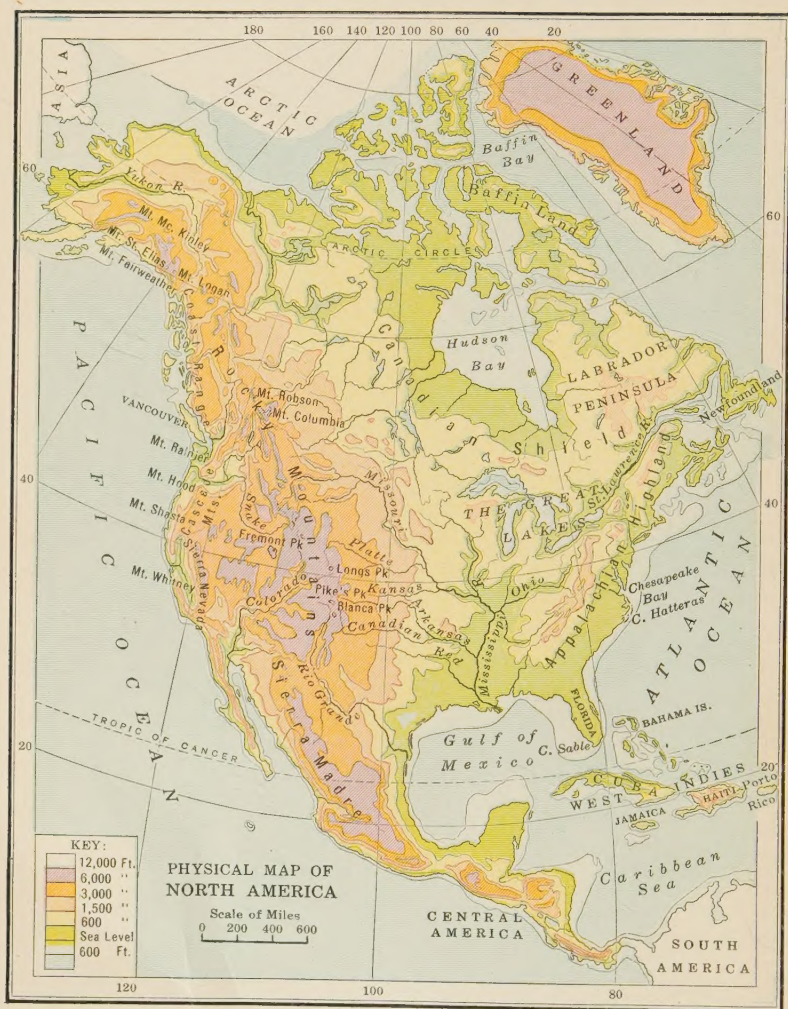 180 160 140 120 100 80 60 40 20
ASIA
ARCTIC
OCEAN
GREENLAND
Baffin
Bay
Baffin Land
60
60
Yukon R.
Mt. Mc. Kinley
Mt. St. Elias
Mt. Logan
Mt. Fairweather
ARCTIC CIRCLE
Coast Range
Rocky Mountains
Canadian Shield
Hudson
Bay
LABRADOR
PENINSULA
Newfoundland
PACIFIC OCEAN
Mt. Robson
Mt. Columbia
VANCOUVER
Mt. Rainier
Mt. Hood
Mt. Shasta
Cascade
Mts.
Sierra Nevada
Mt. Whitney
40
40
Missouri
R.
St. Lawrence R.
THE GREAT
LAKES
Snake
Fremont Pk
Platte
Longs Pk
Pike's Pk
Kansas
Blanca Pk
Colorado
Arkansas
Canadian
Red
Ohio
Mississippi
Appalachian Highland
Chesapeake
Bay
C. Hatteras
ATLANTIC
OCEAN
Rio Grande
Sierra Madre
FLORIDA
Gulf of
Mexico
C. Sable
BAHAMA IS.
TROPIC OF CANCER
20
20
CUBA
WEST INDIES
HAITI
Porto
Rico
JAMAICA
Caribbean
Sea
CENTRAL
AMERICA
SOUTH
AMERICA
KEY:
12,000 Ft.
6,000 "
3,000 "
1,500 "
600 "
Sea Level
600 Ft.
PHYSICAL MAP OF
NORTH AMERICA
Scale of Miles
0 200 400 600
120 100 80